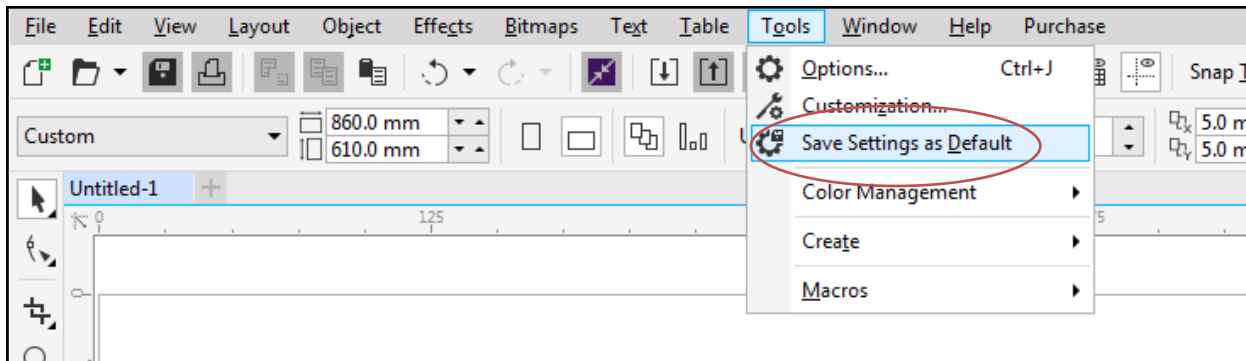 File Edit View Layout Object Effects Bitmaps Text Table Tools Window Help Purchase
Options... Ctrl+J
Snap
Customization...
Custom
860.0 mm
610.0 mm
Save Settings as Default
5.0
5.0
Untitled-1
Color Management
0 125
Create
0
Macros